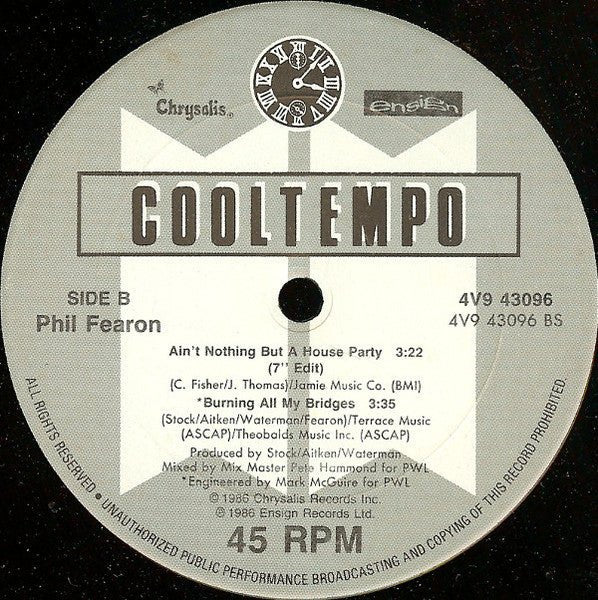 Chrysalis
Ensign
COOLTEMPO
SIDE B
Phil Fearon
4V9 43096
4V9 43096 BS
Ain't Nothing But A House Party 3:22
(7'' Edit)
(C. Fisher/J. Thomas)/Jamie Music Co. (BMI)
*Burning All My Bridges 3:35
(Stock/Aitken/Waterman/Fearon)/Terrace Music
(ASCAP)/Theobalds Music Inc. (ASCAP)
Produced by Stock/Aitken/Waterman
Mixed by Mix Master Pete Hammond for PWL
*Engineered by Mark McGuire for PWL
© 1986 Chrysalis Records Inc.
℗ 1986 Ensign Records Ltd.
45 RPM
ALL RIGHTS RESERVED • UNAUTHORIZED PUBLIC PERFORMANCE BROADCASTING AND COPYING OF THIS RECORD PROHIBITED